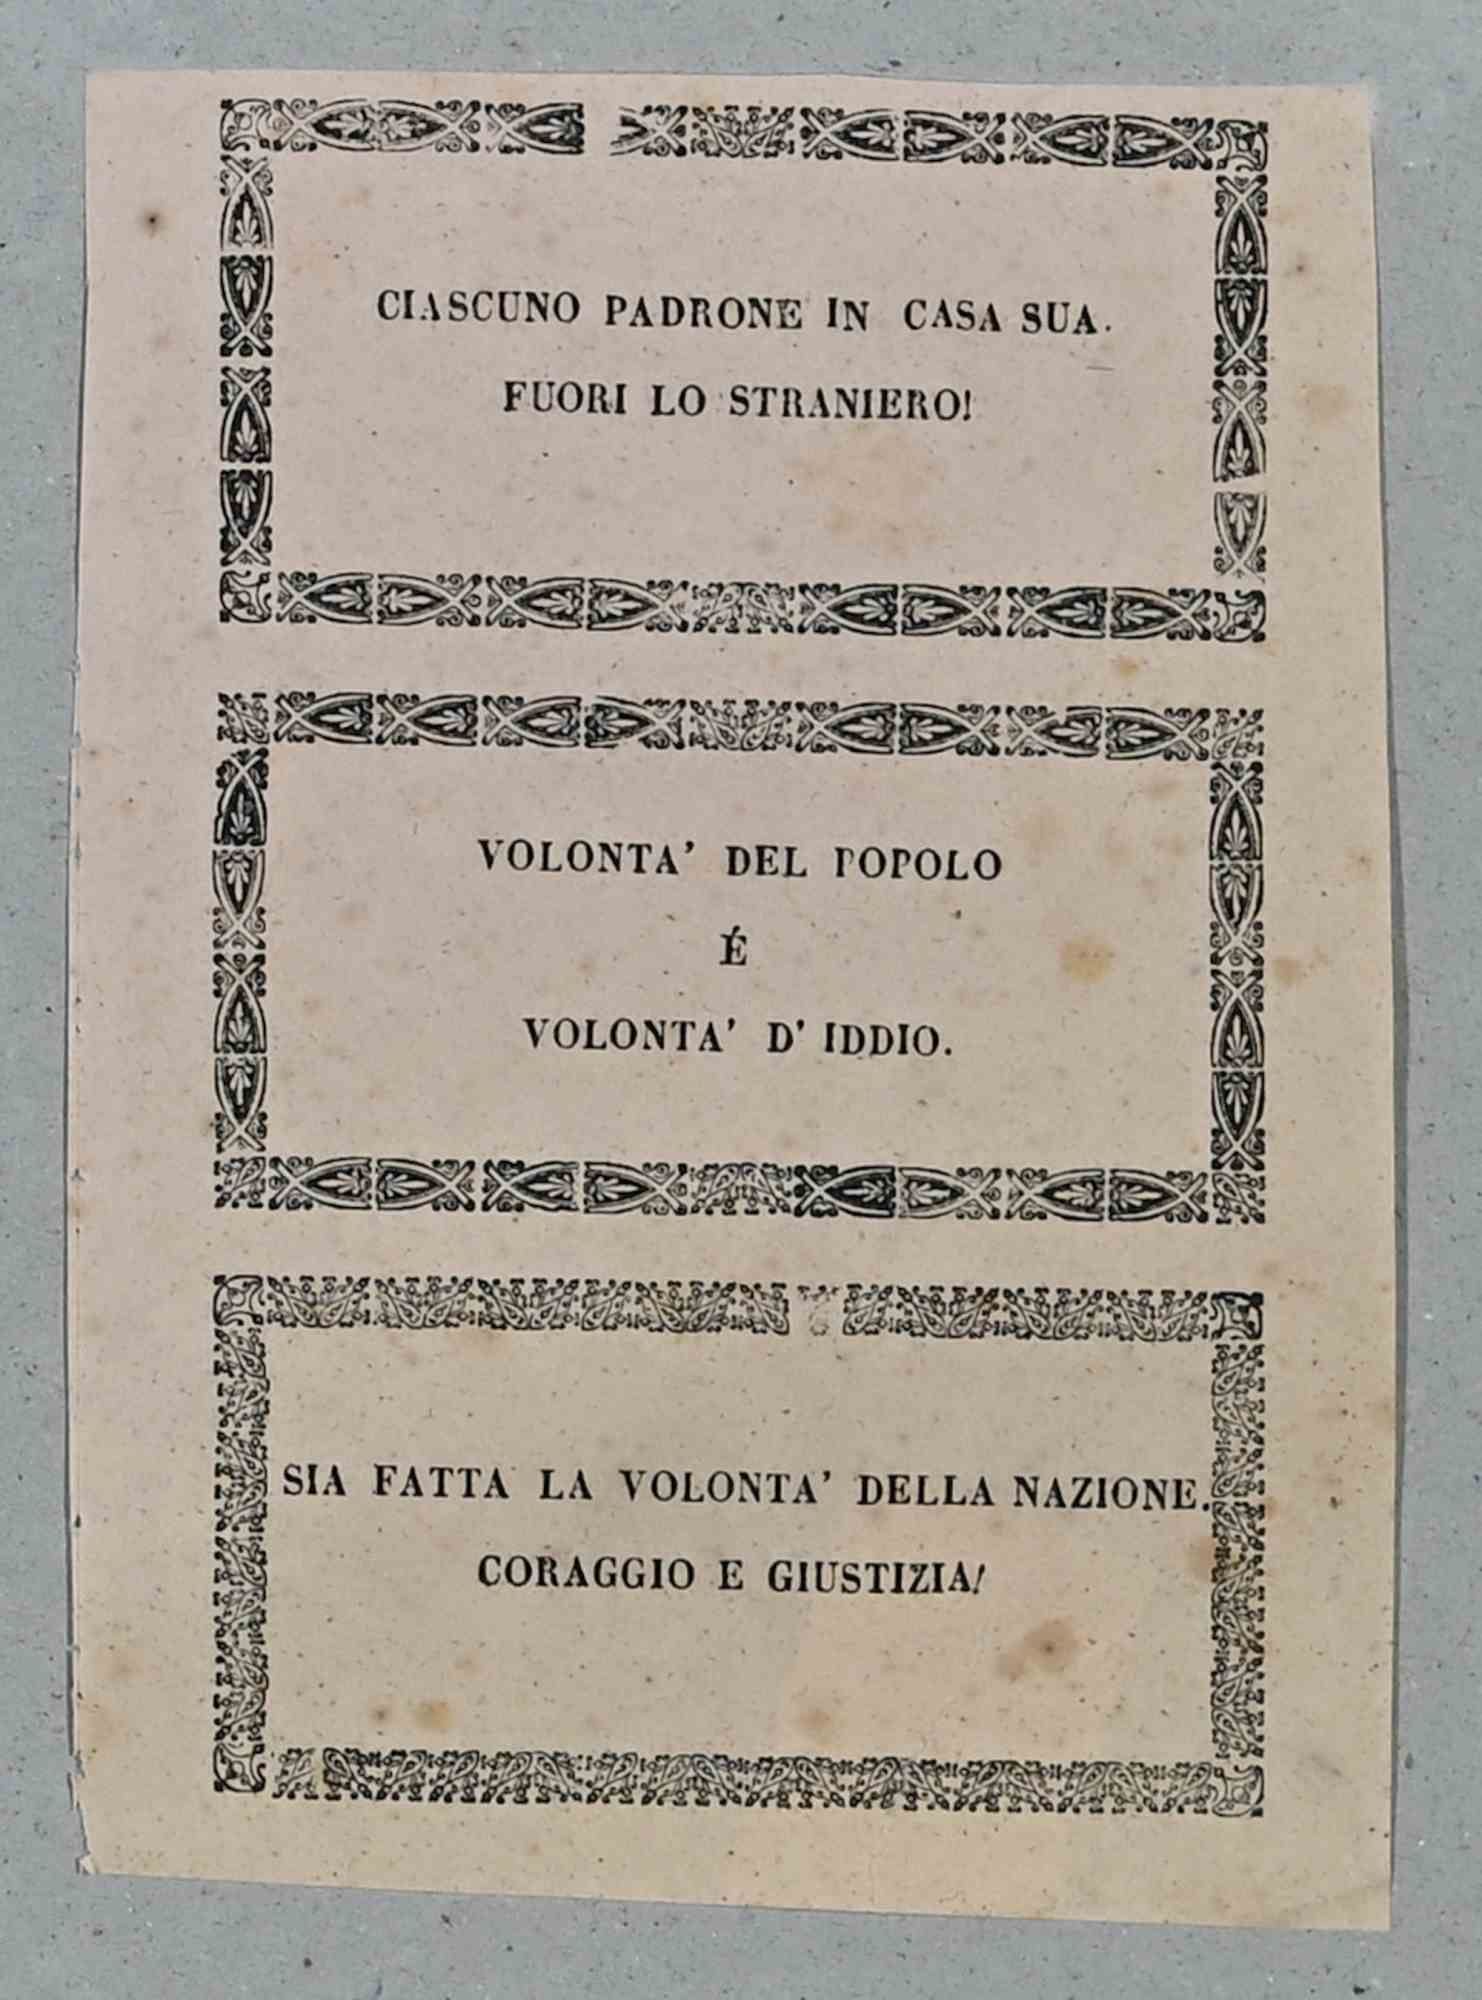 CIASCUNO PADRONE IN CASA SUA.
FUORI LO STRANIERO!
VOLONTA' DEL POPOLO
É
VOLONTA' D' IDDIO.
SIA FATTA LA VOLONTA' DELLA NAZIONE.
CORAGGIO E GIUSTIZIA!